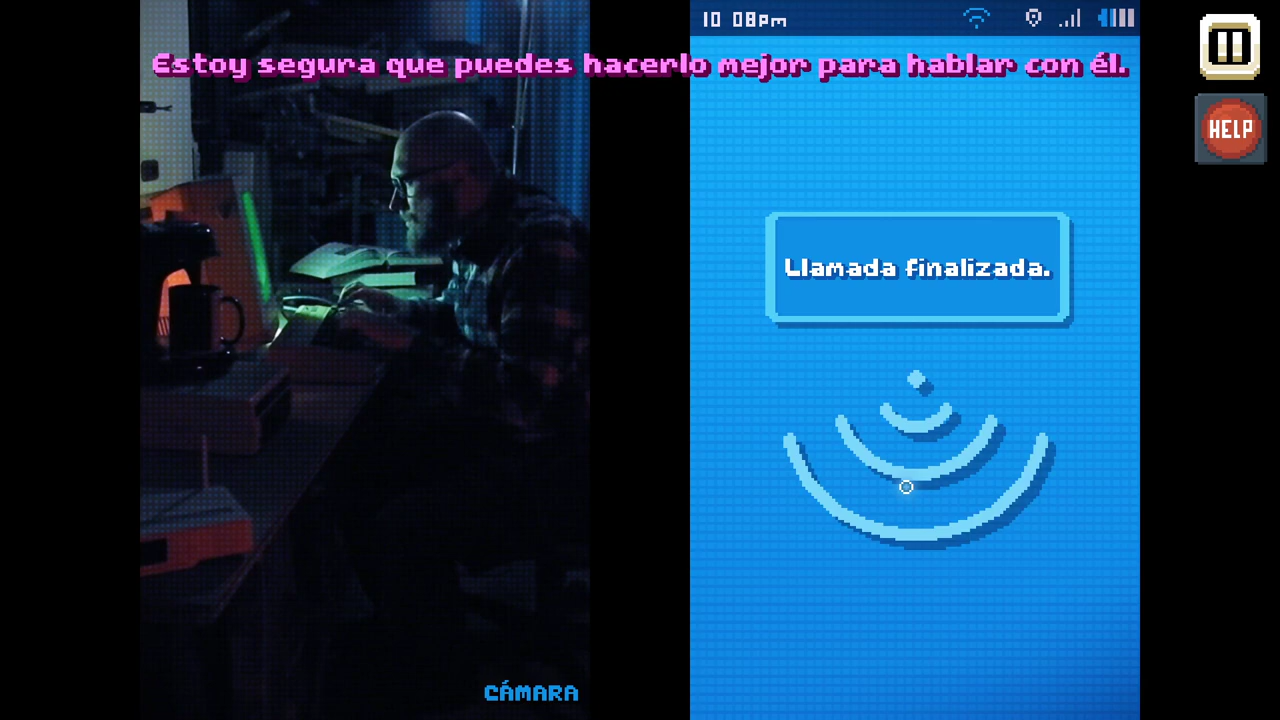 10 08pm
Estoy segura que puedes hacerlo mejor para hablar con él.
HELP
Llamada finalizada.
CÁMARA